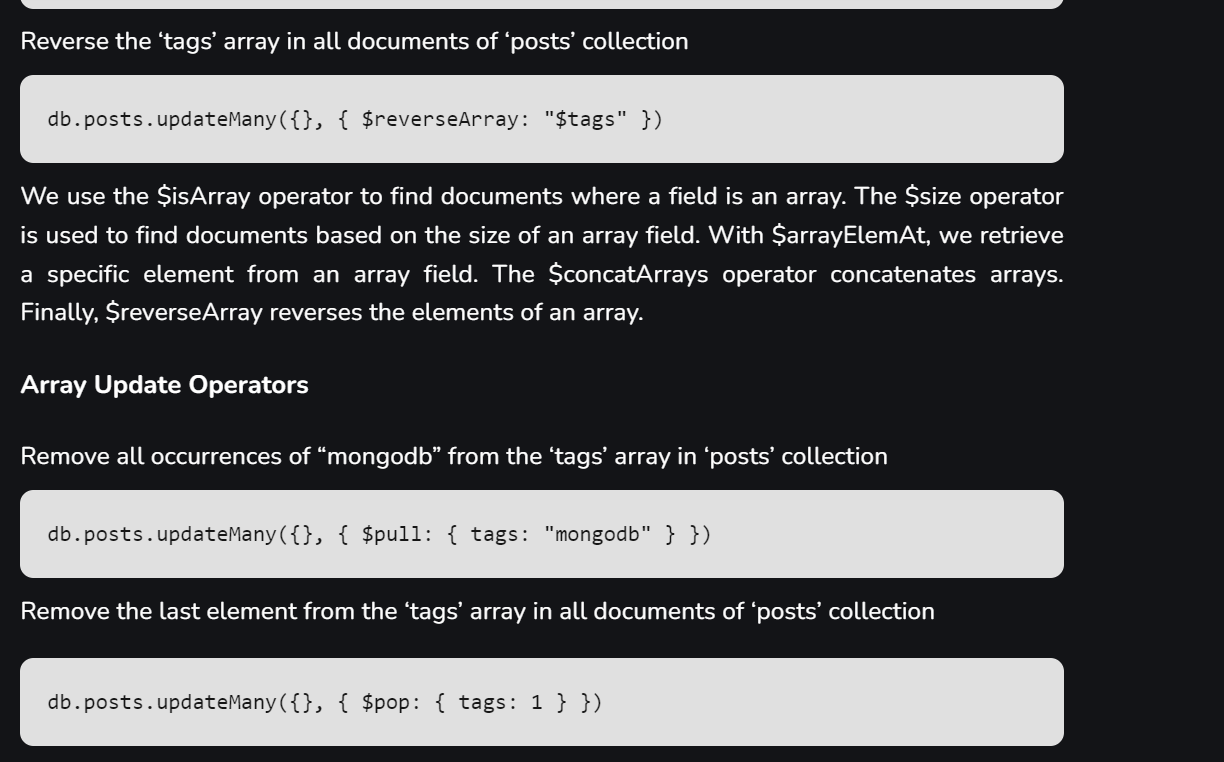 Reverse the ‘tags’ array in all documents of ‘posts’ collection
db.posts.updateMany({}, { $reverseArray: "$tags" })
We use the $isArray operator to find documents where a field is an array. The $size operator
is used to find documents based on the size of an array field. With $arrayElemAt, we retrieve
a specific element from an array field. The $concatArrays operator concatenates arrays.
Finally, $reverseArray reverses the elements of an array.
Array Update Operators
Remove all occurrences of “mongodb” from the ‘tags’ array in ‘posts’ collection
db.posts.updateMany({}, { $pull: { tags: "mongodb" } })
Remove the last element from the ‘tags’ array in all documents of ‘posts’ collection
db.posts.updateMany({}, { $pop: { tags: 1 } })